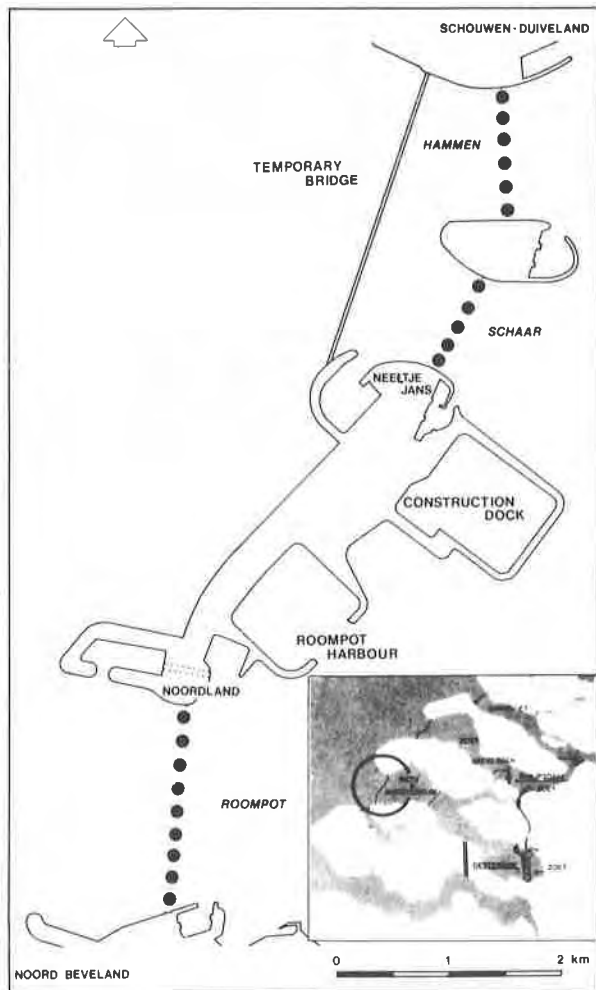 SCHOUWEN-DUIVELAND
HAMMEN
TEMPORARY
BRIDGE
SCHAAR
NEELTJE
JANS
CONSTRUCTION
DOCK
ROOMPOT
HARBOUR
NOORDLAND
ROOMPOT
NOORD BEVELAND
0 1 2 km